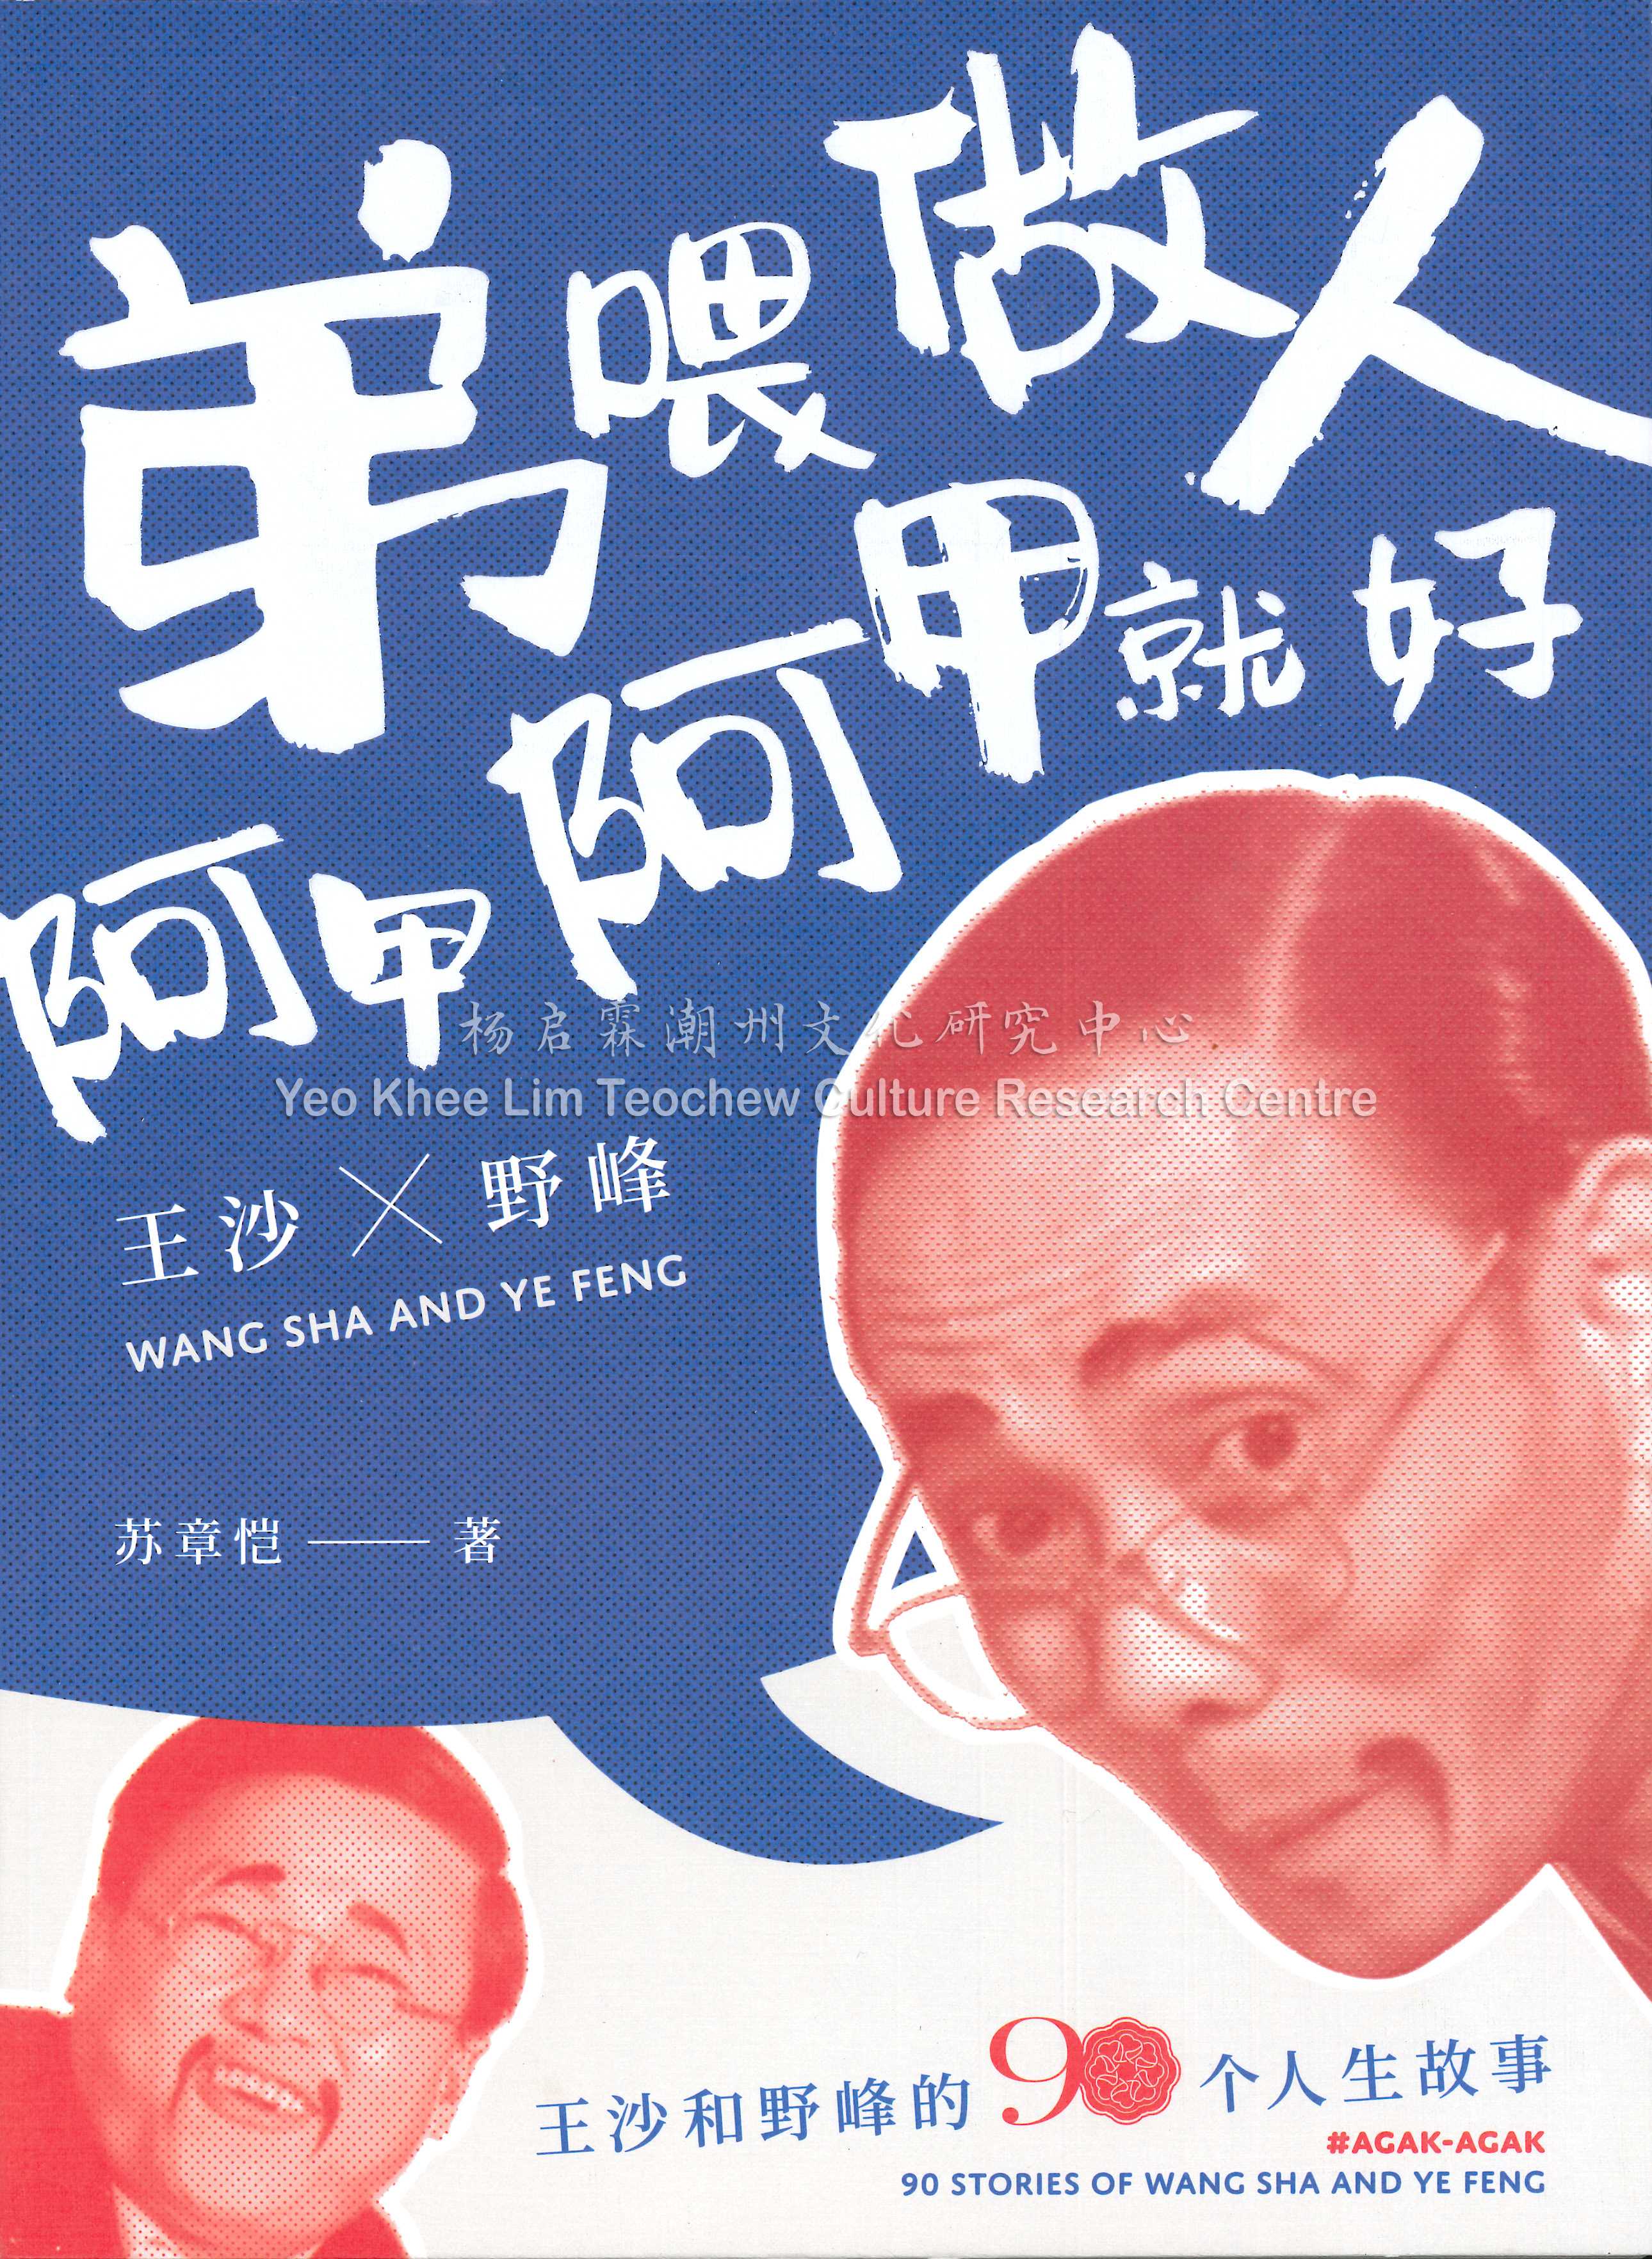 弟喂做人
阿甲阿甲就好
杨启霖潮州文化研究中心
Yeo Khee Lim Teochew Culture Research Centre
王沙×野峰
WANG SHA AND YE FENG
苏章恺——著
王沙和野峰的90个人生故事
#AGAK-AGAK
90 STORIES OF WANG SHA AND YE FENG